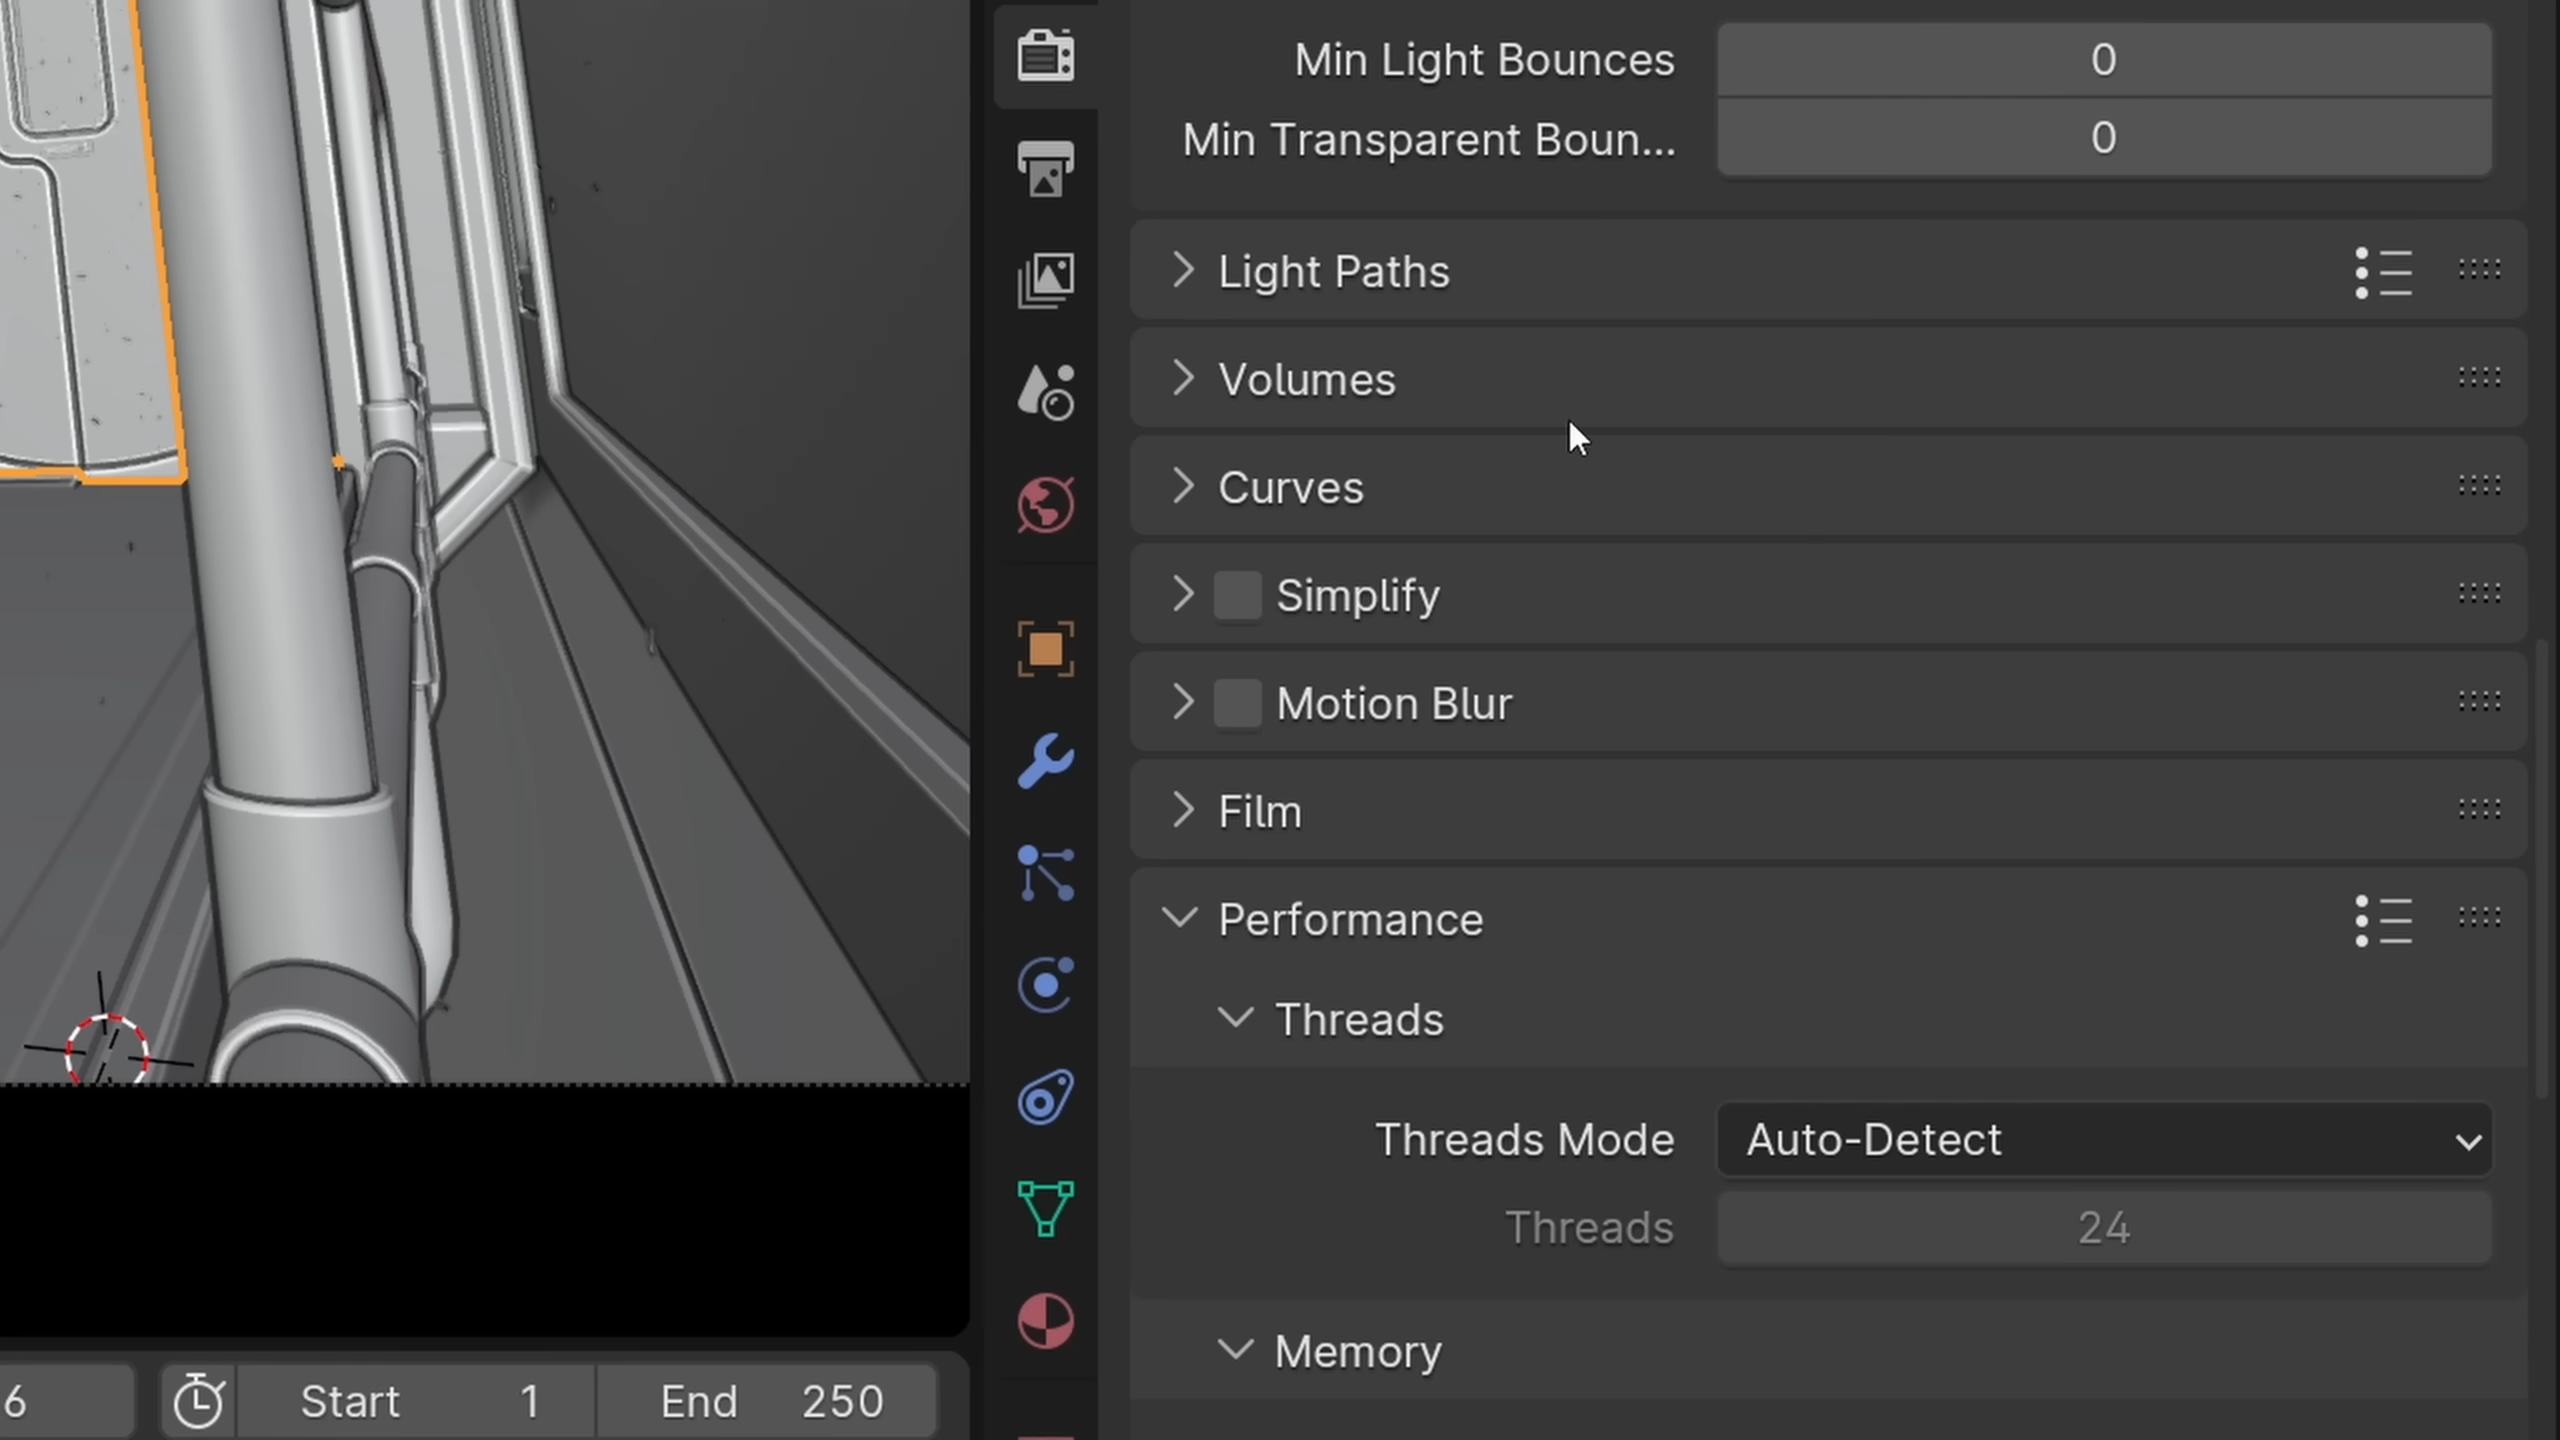 Min Light Bounces 0
Min Transparent Boun... 0
Light Paths
Volumes
Curves
Simplify
Motion Blur
Film
Performance
Threads
Threads Mode Auto-Detect
Threads 24
Memory
6 Start 1 End 250